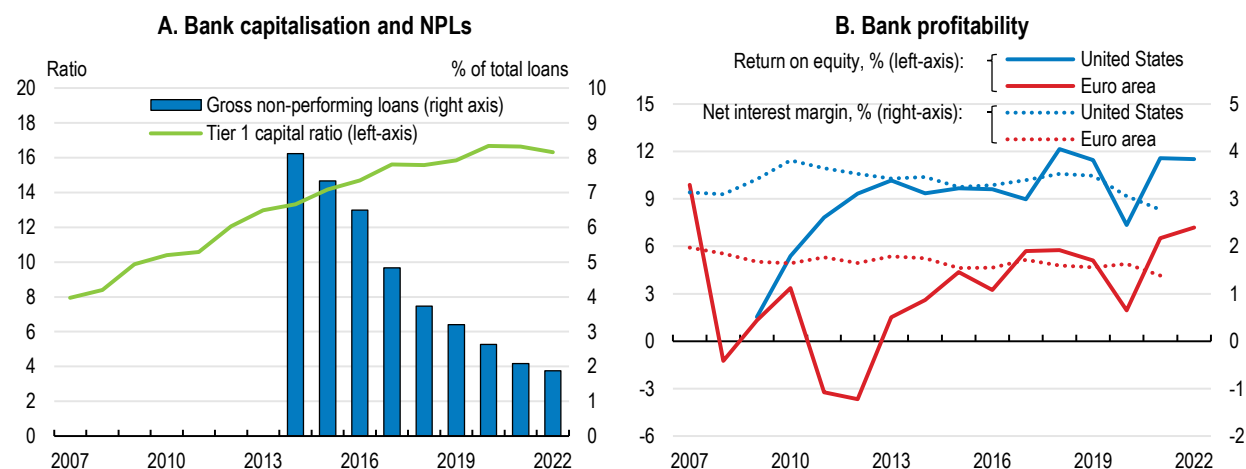 A. Bank capitalisation and NPLs
Ratio
% of total loans
Gross non-performing loans (right axis)
Tier 1 capital ratio (left-axis)
20
18
16
14
12
10
8
6
4
2
0
10
9
8
7
6
5
4
3
2
1
0
2007 2010 2013 2016 2019 2022
B. Bank profitability
Return on equity, % (left-axis):
United States
Euro area
Net interest margin, % (right-axis):
United States
Euro area
15
12
9
6
3
0
-3
-6
5
4
3
2
1
0
-1
-2
2007 2010 2013 2016 2019 2022